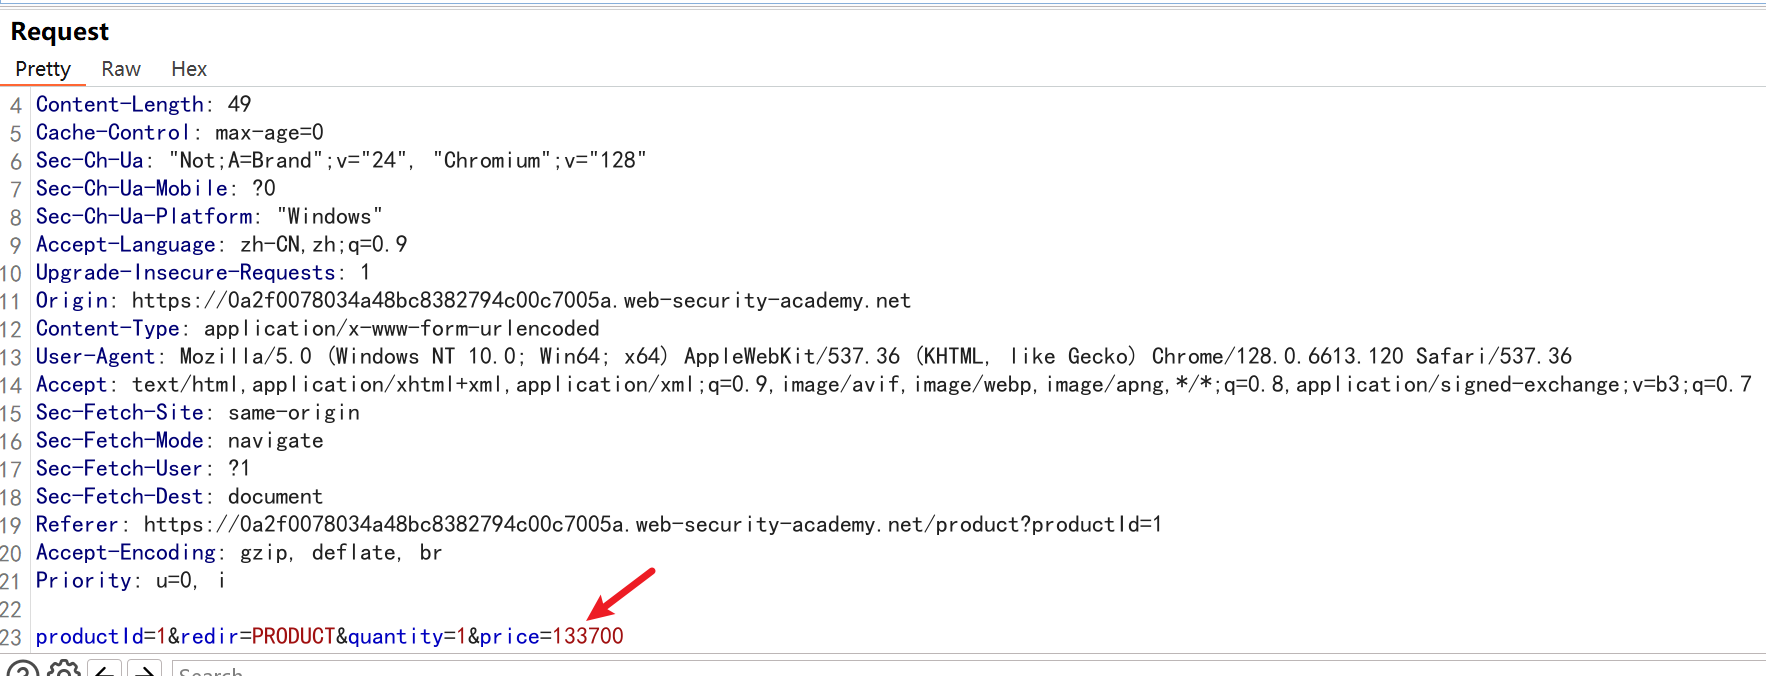 Request
Pretty Raw Hex
4 Content-Length: 49
5 Cache-Control: max-age=0
6 Sec-Ch-Ua: "Not;A=Brand";v="24", "Chromium";v="128"
7 Sec-Ch-Ua-Mobile: ?0
8 Sec-Ch-Ua-Platform: "Windows"
9 Accept-Language: zh-CN,zh;q=0.9
10 Upgrade-Insecure-Requests: 1
11 Origin: https://0a2f0078034a48bc8382794c00c7005a.web-security-academy.net
12 Content-Type: application/x-www-form-urlencoded
13 User-Agent: Mozilla/5.0 (Windows NT 10.0; Win64; x64) AppleWebKit/537.36 (KHTML, like Gecko) Chrome/128.0.6613.120 Safari/537.36
14 Accept: text/html,application/xhtml+xml,application/xml;q=0.9,image/avif,image/webp,image/apng,*/*;q=0.8,application/signed-exchange;v=b3;q=0.7
15 Sec-Fetch-Site: same-origin
16 Sec-Fetch-Mode: navigate
17 Sec-Fetch-User: ?1
18 Sec-Fetch-Dest: document
19 Referer: https://0a2f0078034a48bc8382794c00c7005a.web-security-academy.net/product?productId=1
20 Accept-Encoding: gzip, deflate, br
21 Priority: u=0, i
22
23 productId=1&redir=PRODUCT&quantity=1&price=133700
Search